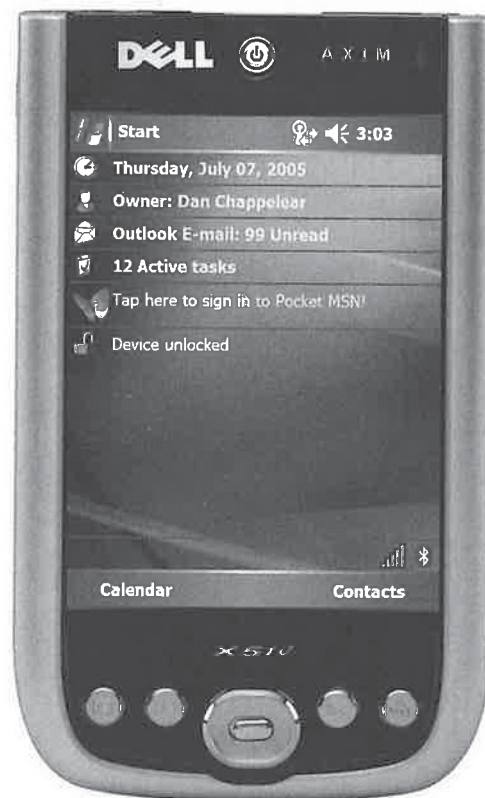 DELL AXIM
Start 3:03
Thursday, July 07, 2005
Owner: Dan Chappelear
Outlook E-mail: 99 Unread
12 Active tasks
Tap here to sign in to Pocket MSN!
Device unlocked
Calendar Contacts